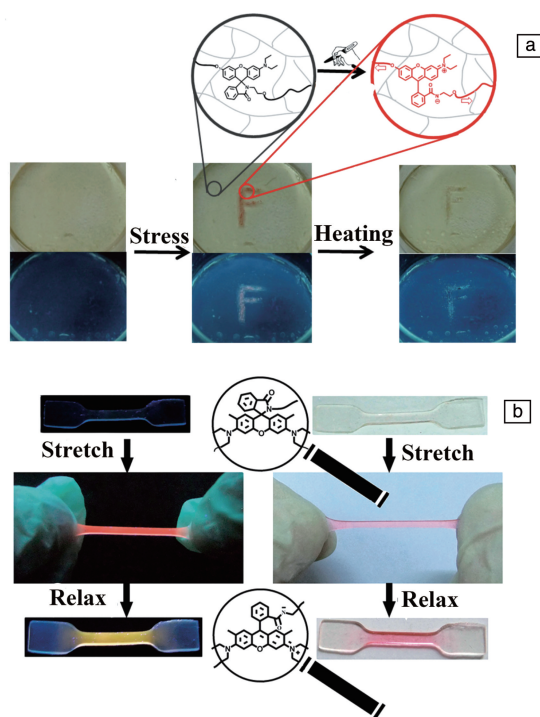 a
Stress
Heating
F
F
F
F
b
Stretch
Stretch
Relax
Relax